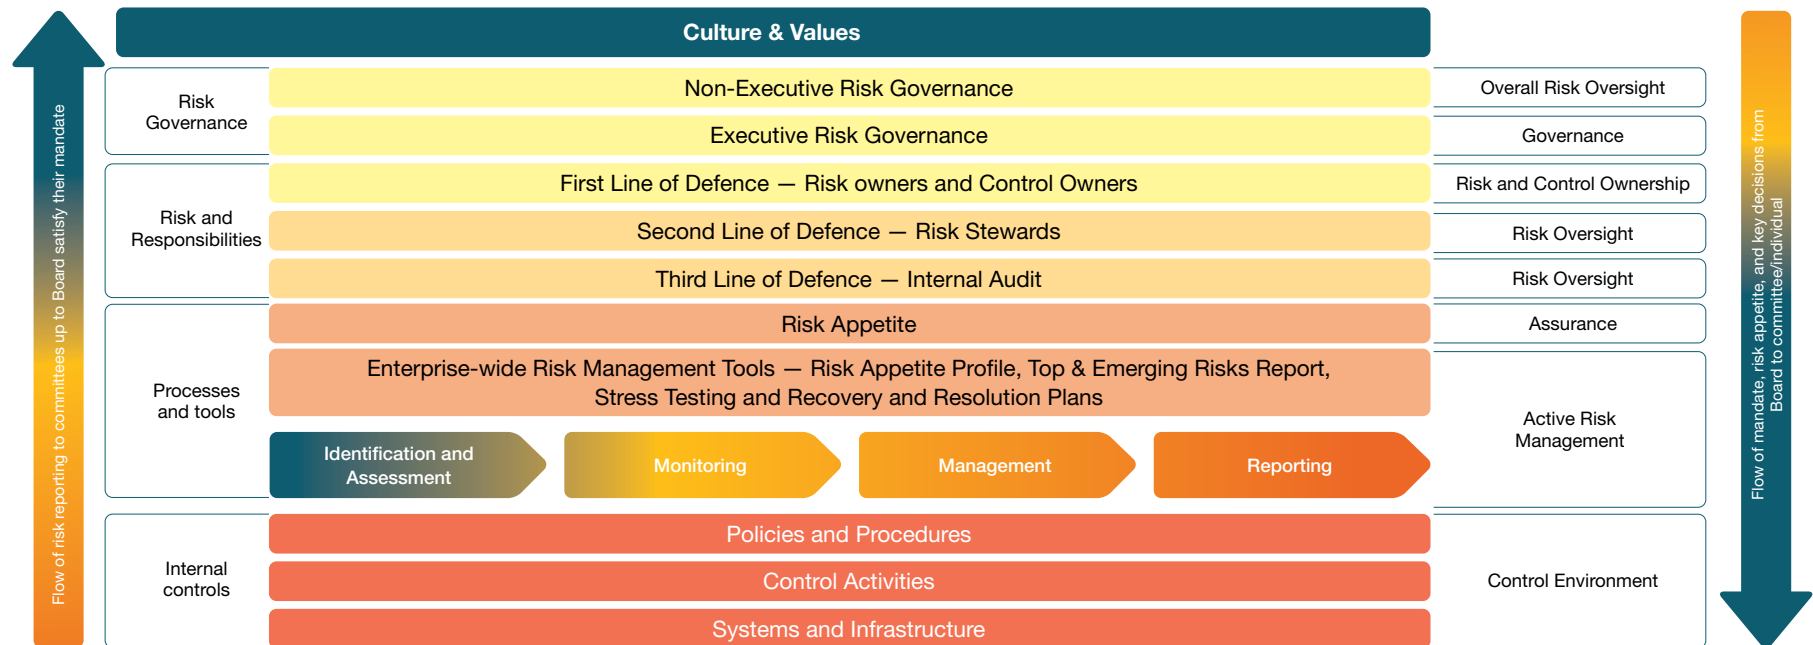 Culture & Values
Flow of risk reporting to committees up to Board satisfy their mandate
Risk
Governance
Non-Executive Risk Governance
Overall Risk Oversight
Executive Risk Governance
Governance
Risk and
Responsibilities
First Line of Defence — Risk owners and Control Owners
Risk and Control Ownership
Second Line of Defence — Risk Stewards
Risk Oversight
Third Line of Defence — Internal Audit
Risk Oversight
Processes
and tools
Risk Appetite
Assurance
Enterprise-wide Risk Management Tools — Risk Appetite Profile, Top & Emerging Risks Report,
Stress Testing and Recovery and Resolution Plans
Active Risk
Management
Identification and
Assessment
Monitoring
Management
Reporting
Internal
controls
Policies and Procedures
Control Activities
Systems and Infrastructure
Control Environment
Flow of mandate, risk appetite, and key decisions from
Board to committee/individual